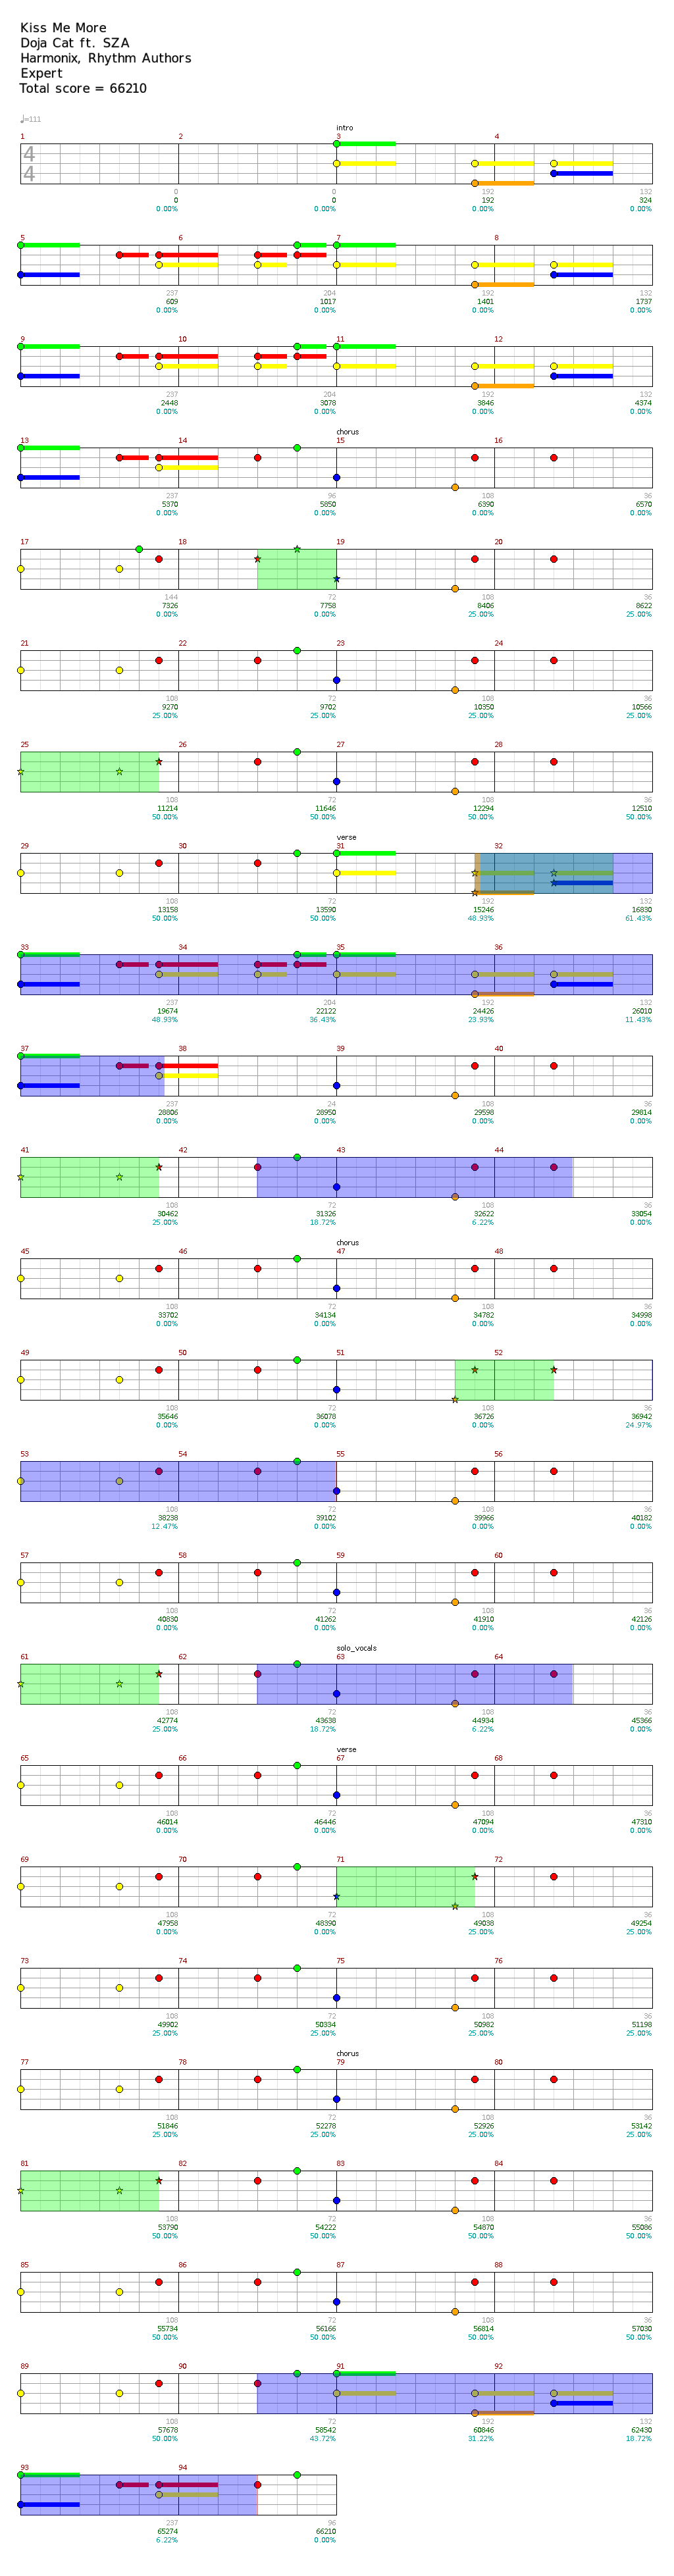 Kiss Me More
Doja Cat ft. SZA
Harmonix, Rhythm Authors
Expert
Total score = 66210
♩=111
intro
1 2 3 4
4
4
0 0 192 132
0 0 192 324
0.00% 0.00% 0.00% 0.00%
5 6 7 8
237 204 192 132
609 1017 1401 1737
0.00% 0.00% 0.00% 0.00%
9 10 11 12
237 204 192 132
2448 3078 3846 4374
0.00% 0.00% 0.00% 0.00%
chorus
13 14 15 16
237 96 108 36
5370 5850 6390 6570
0.00% 0.00% 0.00% 0.00%
17 18 19 20
144 72 108 36
7326 7758 8406 8622
0.00% 0.00% 25.00% 25.00%
21 22 23 24
108 72 108 36
9270 9702 10350 10566
25.00% 25.00% 25.00% 25.00%
25 26 27 28
108 72 108 36
11214 11646 12294 12510
50.00% 50.00% 50.00% 50.00%
verse
29 30 31 32
108 72 192 132
13158 13590 15246 16830
50.00% 50.00% 48.93% 61.43%
33 34 35 36
237 204 192 132
19674 22122 24426 26010
48.93% 36.43% 23.93% 11.43%
37 38 39 40
237 24 108 36
28806 28950 29598 29814
0.00% 0.00% 0.00% 0.00%
41 42 43 44
108 72 108 36
30462 31326 32622 33054
25.00% 18.72% 6.22% 0.00%
chorus
45 46 47 48
108 72 108 36
33702 34134 34782 34998
0.00% 0.00% 0.00% 0.00%
49 50 51 52
108 72 108 36
35646 36078 36726 36942
0.00% 0.00% 0.00% 24.97%
53 54 55 56
108 72 108 36
38238 39102 39966 40182
12.47% 0.00% 0.00% 0.00%
57 58 59 60
108 72 108 36
40830 41262 41910 42126
0.00% 0.00% 0.00% 0.00%
solo_vocals
61 62 63 64
108 72 108 36
42774 43638 44934 45366
25.00% 18.72% 6.22% 0.00%
verse
65 66 67 68
108 72 108 36
46014 46446 47094 47310
0.00% 0.00% 0.00% 0.00%
69 70 71 72
108 72 108 36
47958 48390 49038 49254
0.00% 0.00% 25.00% 25.00%
73 74 75 76
108 72 108 36
49902 50334 50982 51198
25.00% 25.00% 25.00% 25.00%
chorus
77 78 79 80
108 72 108 36
51846 52278 52926 53142
25.00% 25.00% 25.00% 25.00%
81 82 83 84
108 72 108 36
53790 54222 54870 55086
50.00% 50.00% 50.00% 50.00%
85 86 87 88
108 72 108 36
55734 56166 56814 57030
50.00% 50.00% 50.00% 50.00%
89 90 91 92
108 72 192 132
57678 58542 60846 62430
50.00% 43.72% 31.22% 18.72%
93 94
237 96
65274 66210
6.22% 0.00%